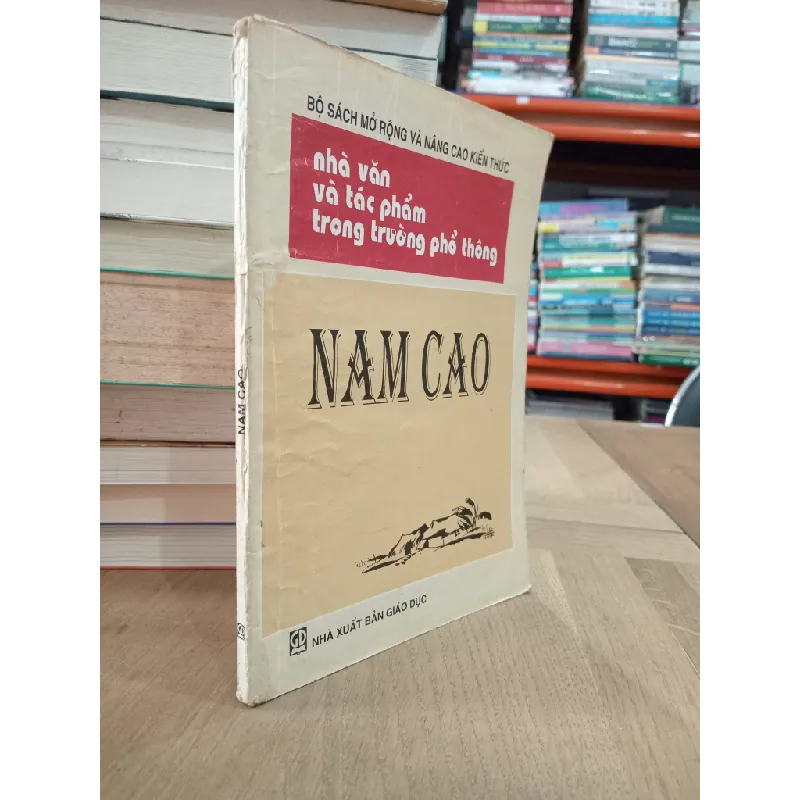 BỘ SÁCH MỞ RỘNG VÀ NÂNG CAO KIẾN THỨC
nhà văn
và tác phẩm
trong trường phổ thông
NAM CAO
GD NHÀ XUẤT BẢN GIÁO DỤC
NAM CAO